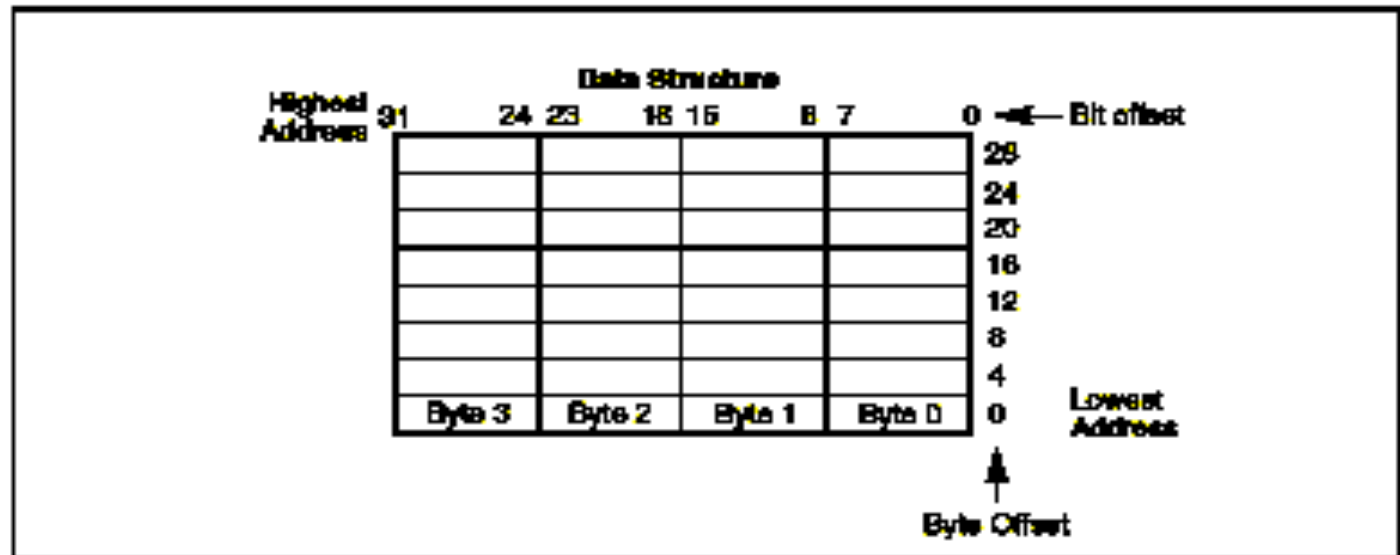 Data Structure
Highest Address
31 24 23 16 15 8 7 0 Bit offset
28
24
20
16
12
8
4
Byte 3 Byte 2 Byte 1 Byte 0 0
Lowest Address
Byte Offset